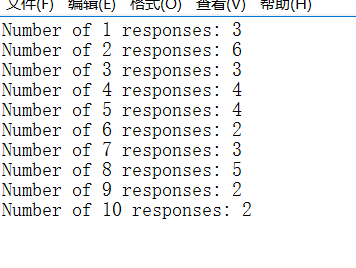 文件(F) 编辑(E) 格式(O) 查看(V) 帮助(H)
Number of 1 responses: 3
Number of 2 responses: 6
Number of 3 responses: 3
Number of 4 responses: 4
Number of 5 responses: 4
Number of 6 responses: 2
Number of 7 responses: 3
Number of 8 responses: 5
Number of 9 responses: 2
Number of 10 responses: 2